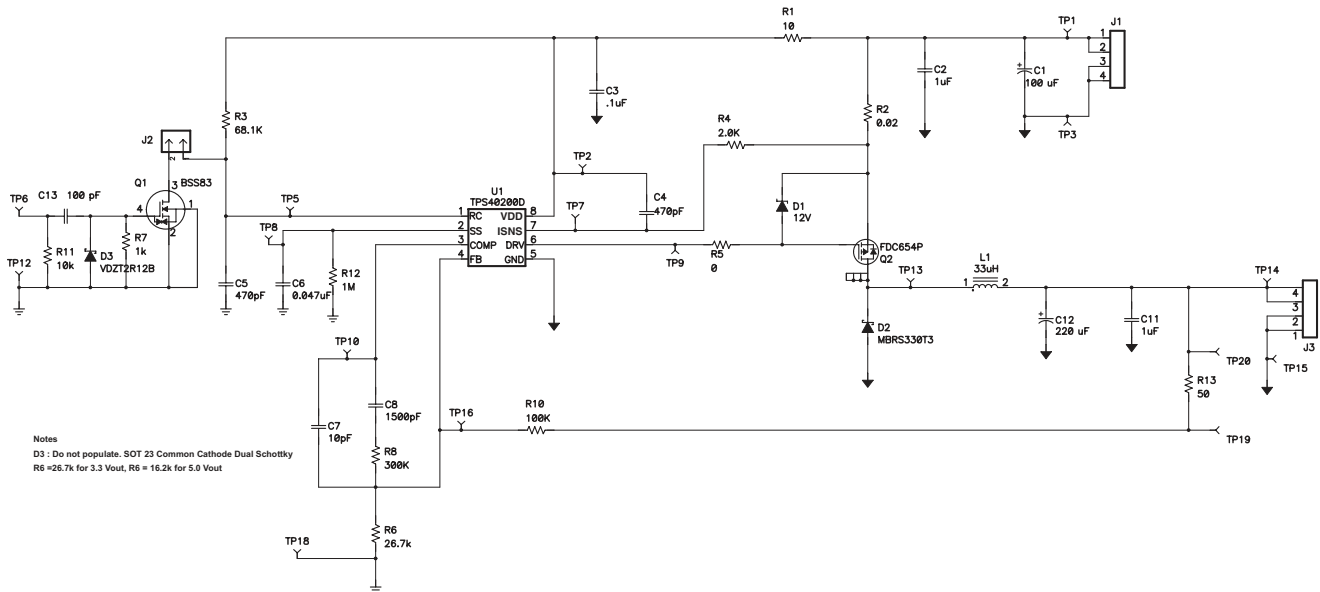 R1
10
TP1
J1
1
2
3
4
C3
.1uF
C2
1uF
+
C1
100 uF
R3
68.1K
R2
0.02
TP3
J2
2
1
R4
2.0K
TP2
Q1
3
BSS83
4
1
2
TP6
C13
100 pF
U1
TPS40200D
TP5
TP8
1
RC
VDD
8
2
SS
ISNS
7
3
COMP
DRV
6
4
FB
GND
5
TP7
C4
470pF
D1
12V
R11
10k
D3
VDZT2R12B
R7
1k
TP12
R5
0
TP9
FDC654P
Q2
C5
470pF
C6
0.047uF
R12
1M
TP13
L1
33uH
1
2
TP14
4
3
2
1
J3
D2
MBRS330T3
+
C12
220 uF
C11
1uF
TP10
TP20
TP15
R13
50
C8
1500pF
C7
10pF
TP16
R10
100K
TP19
R8
300K
Notes
D3 : Do not populate. SOT 23 Common Cathode Dual Schottky
R6 =26.7k for 3.3 Vout, R6 = 16.2k for 5.0 Vout
R6
26.7k
TP18